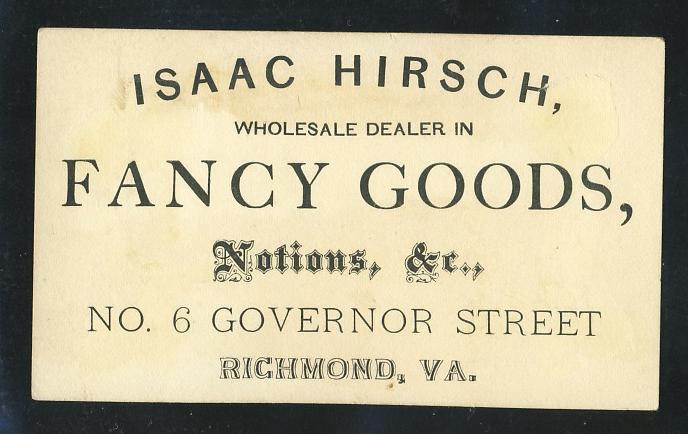 ISAAC HIRSCH,
WHOLESALE DEALER IN
FANCY GOODS,
Notions, &c.,
NO. 6 GOVERNOR STREET
RICHMOND, VA.